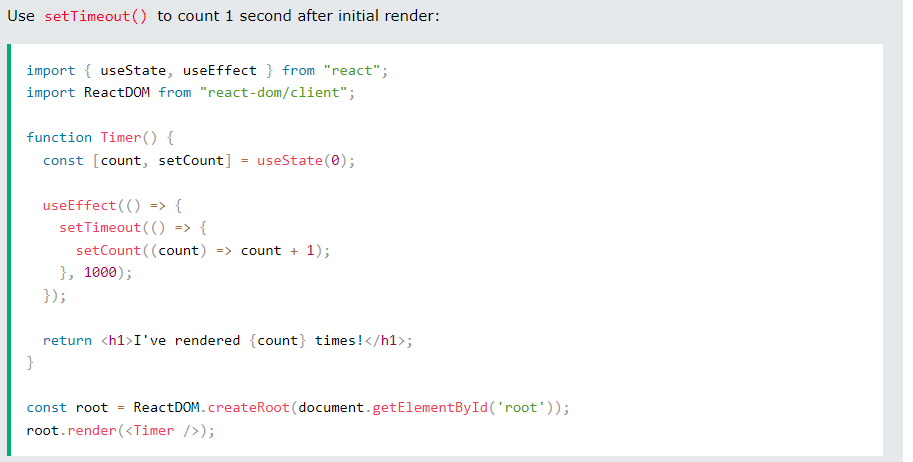 Use setTimeout() to count 1 second after initial render:
import { useState, useEffect } from "react";
import ReactDOM from "react-dom/client";
function Timer() {
  const [count, setCount] = useState(0);
  useEffect(() => {
    setTimeout(() => {
      setCount((count) => count + 1);
    }, 1000);
  });
  return <h1>I've rendered {count} times!</h1>;
}
const root = ReactDOM.createRoot(document.getElementById('root'));
root.render(<Timer />);